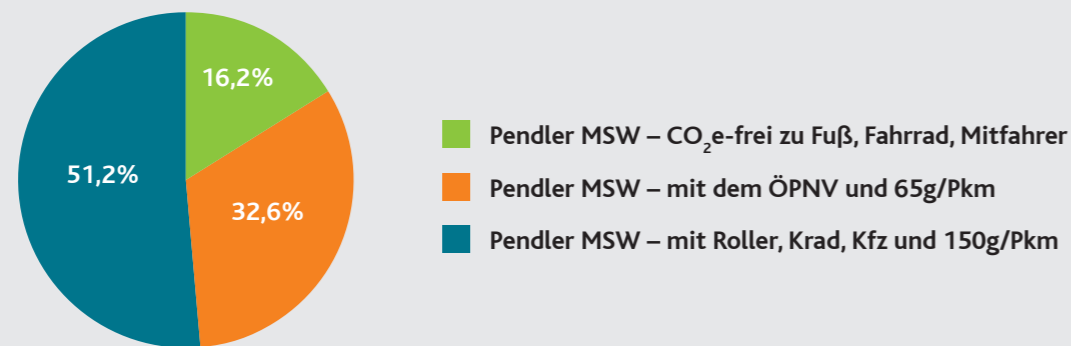 16,2%
51,2%
32,6%
Pendler MSW – CO₂e-frei zu Fuß, Fahrrad, Mitfahrer
Pendler MSW – mit dem ÖPNV und 65g/Pkm
Pendler MSW – mit Roller, Krad, Kfz und 150g/Pkm